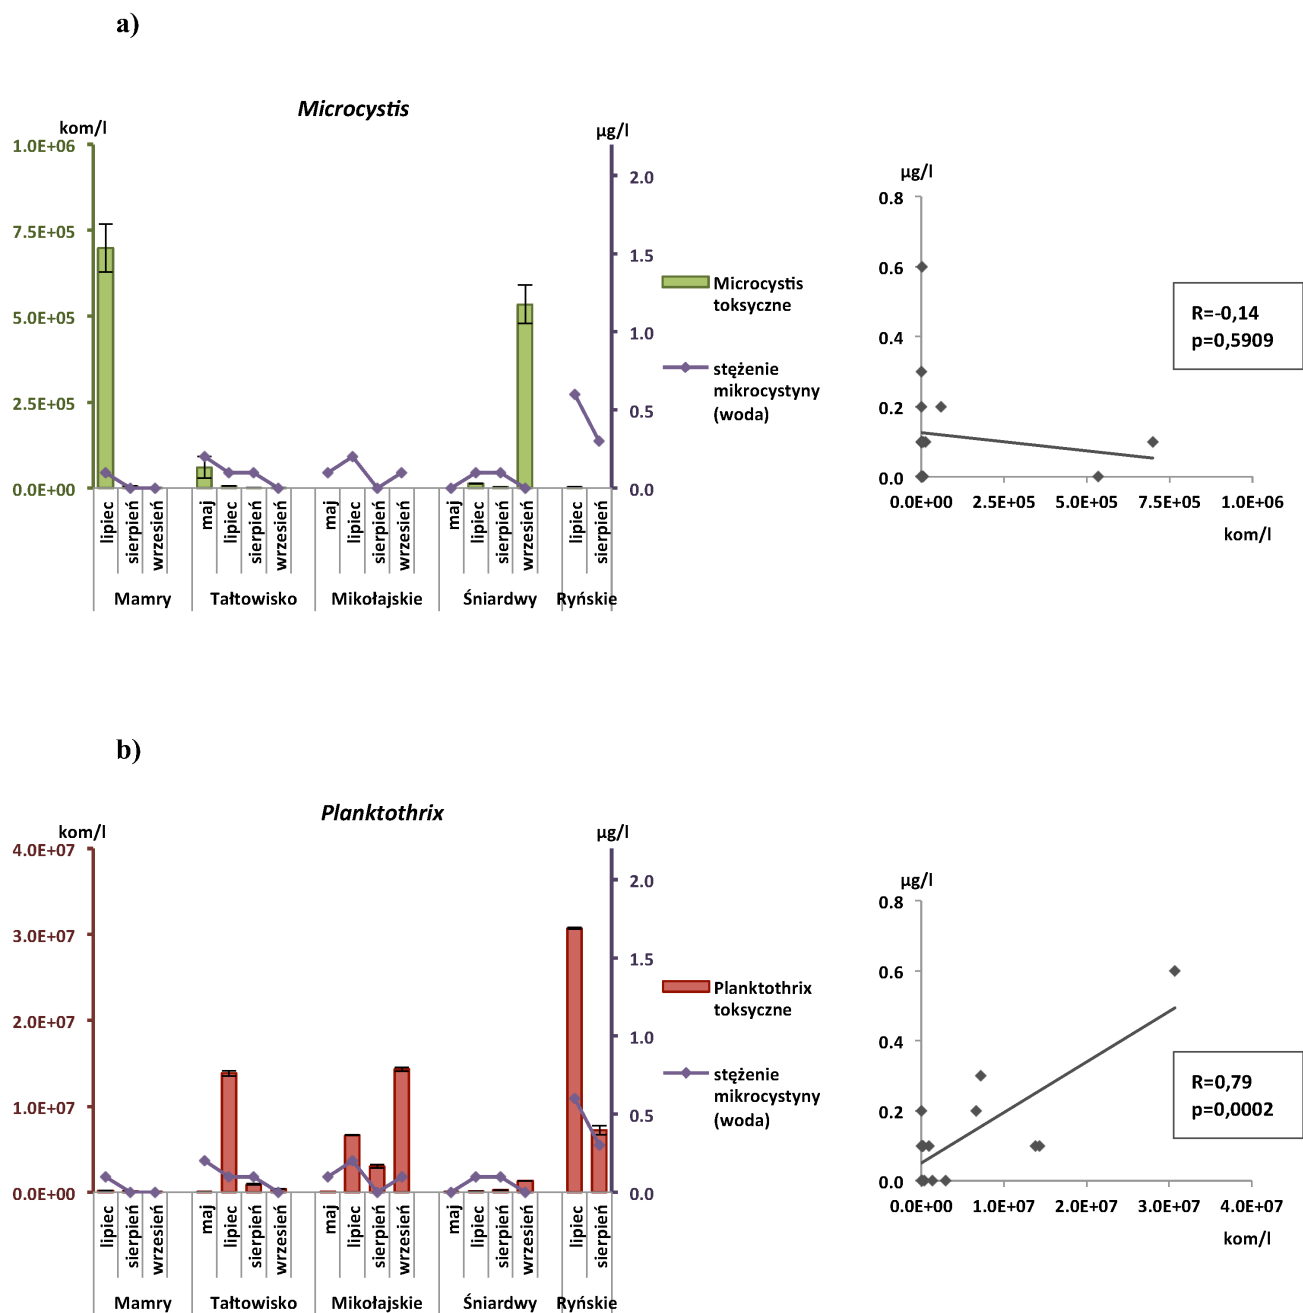 a)
Microcystis
kom/l
µg/l
1.0E+06
7.5E+05
5.0E+05
2.5E+05
0.0E+00
2.0
1.5
1.0
0.5
0.0
lipiec
sierpień
wrzesień
maj
lipiec
sierpień
wrzesień
maj
lipiec
sierpień
wrzesień
maj
lipiec
sierpień
wrzesień
lipiec
sierpień
Mamry
Tałtowisko
Mikołajskie
Śniardwy
Ryńskie
Microcystis
toksyczne
stężenie
mikrocystyny
(woda)
µg/l
0.8
0.6
0.4
0.2
0.0
0.0E+00
2.5E+05
5.0E+05
7.5E+05
1.0E+06
kom/l
R=-0,14
p=0,5909
b)
Planktothrix
kom/l
µg/l
4.0E+07
3.0E+07
2.0E+07
1.0E+07
0.0E+00
2.0
1.5
1.0
0.5
0.0
lipiec
sierpień
wrzesień
maj
lipiec
sierpień
wrzesień
maj
lipiec
sierpień
wrzesień
maj
lipiec
sierpień
wrzesień
lipiec
sierpień
Mamry
Tałtowisko
Mikołajskie
Śniardwy
Ryńskie
Planktothrix
toksyczne
stężenie
mikrocystyny
(woda)
µg/l
0.8
0.6
0.4
0.2
0.0
0.0E+00
1.0E+07
2.0E+07
3.0E+07
4.0E+07
kom/l
R=0,79
p=0,0002